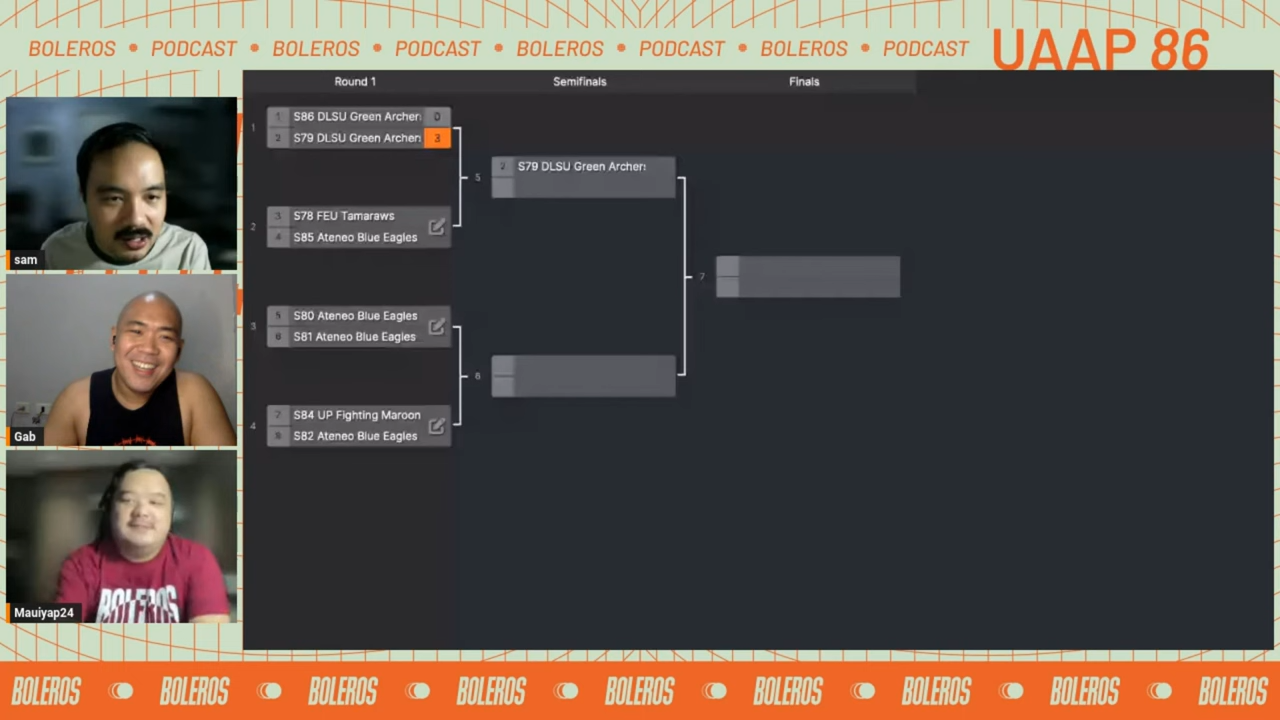 BOLEROS • PODCAST • BOLEROS • PODCAST • BOLEROS • PODCAST • BOLEROS • PODCAST
UAAP 86
Round 1
Semifinals
Finals
1
1 S86 DLSU Green Archer 0
2 S79 DLSU Green Archers 3
5
2 S79 DLSU Green Archers
2
3 S78 FEU Tamaraws
4 S85 Ateneo Blue Eagles
7
3
5 S80 Ateneo Blue Eagles
6 S81 Ateneo Blue Eagles
6
4
7 S84 UP Fighting Maroon
8 S82 Ateneo Blue Eagles
sam
Gab
BOLEROS
Mauiyap24
BOLEROS BOLEROS BOLEROS BOLEROS BOLEROS BOLEROS BOLEROS BOLEROS BOLEROS